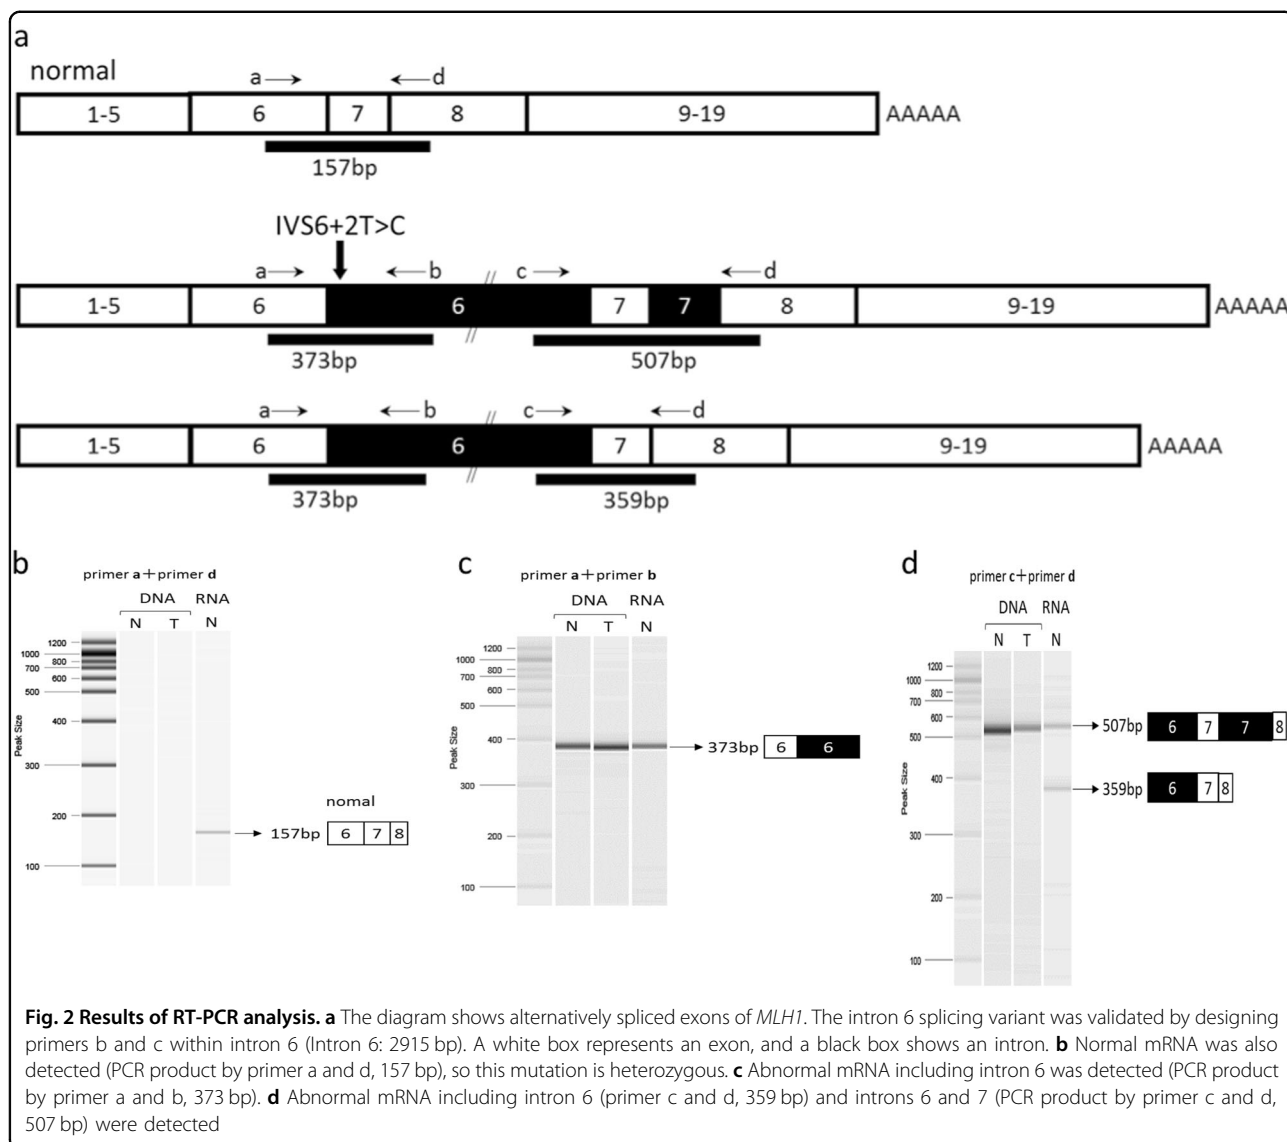 a
normal
a d
1-5 6 7 8 9-19 AAAAA
157bp
IVS6+2T>C
a b // c d
1-5 6 6 7 7 8 9-19 AAAAA
//
373bp 507bp
a b // c d
1-5 6 6 7 8 9-19 AAAAA
//
373bp 359bp
b
primer a+primer d
DNA RNA
N T N
1200
1000
800
700
600
500
400
300
200
100
Peak Size
157bp
nomal
6 7 8
c
primer a+primer b
DNA RNA
N T N
1200
1000
800
700
600
500
400
300
200
100
Peak Size
373bp 6 6
d
primer c+primer d
DNA RNA
N T N
1200
1000
800
700
600
500
400
300
200
100
Peak Size
507bp 6 7 7 8
359bp 6 7 8
Fig. 2 Results of RT-PCR analysis. a The diagram shows alternatively spliced exons of MLH1. The intron 6 splicing variant was validated by designing
primers b and c within intron 6 (Intron 6: 2915 bp). A white box represents an exon, and a black box shows an intron. b Normal mRNA was also
detected (PCR product by primer a and d, 157 bp), so this mutation is heterozygous. c Abnormal mRNA including intron 6 was detected (PCR product
by primer a and b, 373 bp). d Abnormal mRNA including intron 6 (primer c and d, 359 bp) and introns 6 and 7 (PCR product by primer c and d,
507 bp) were detected